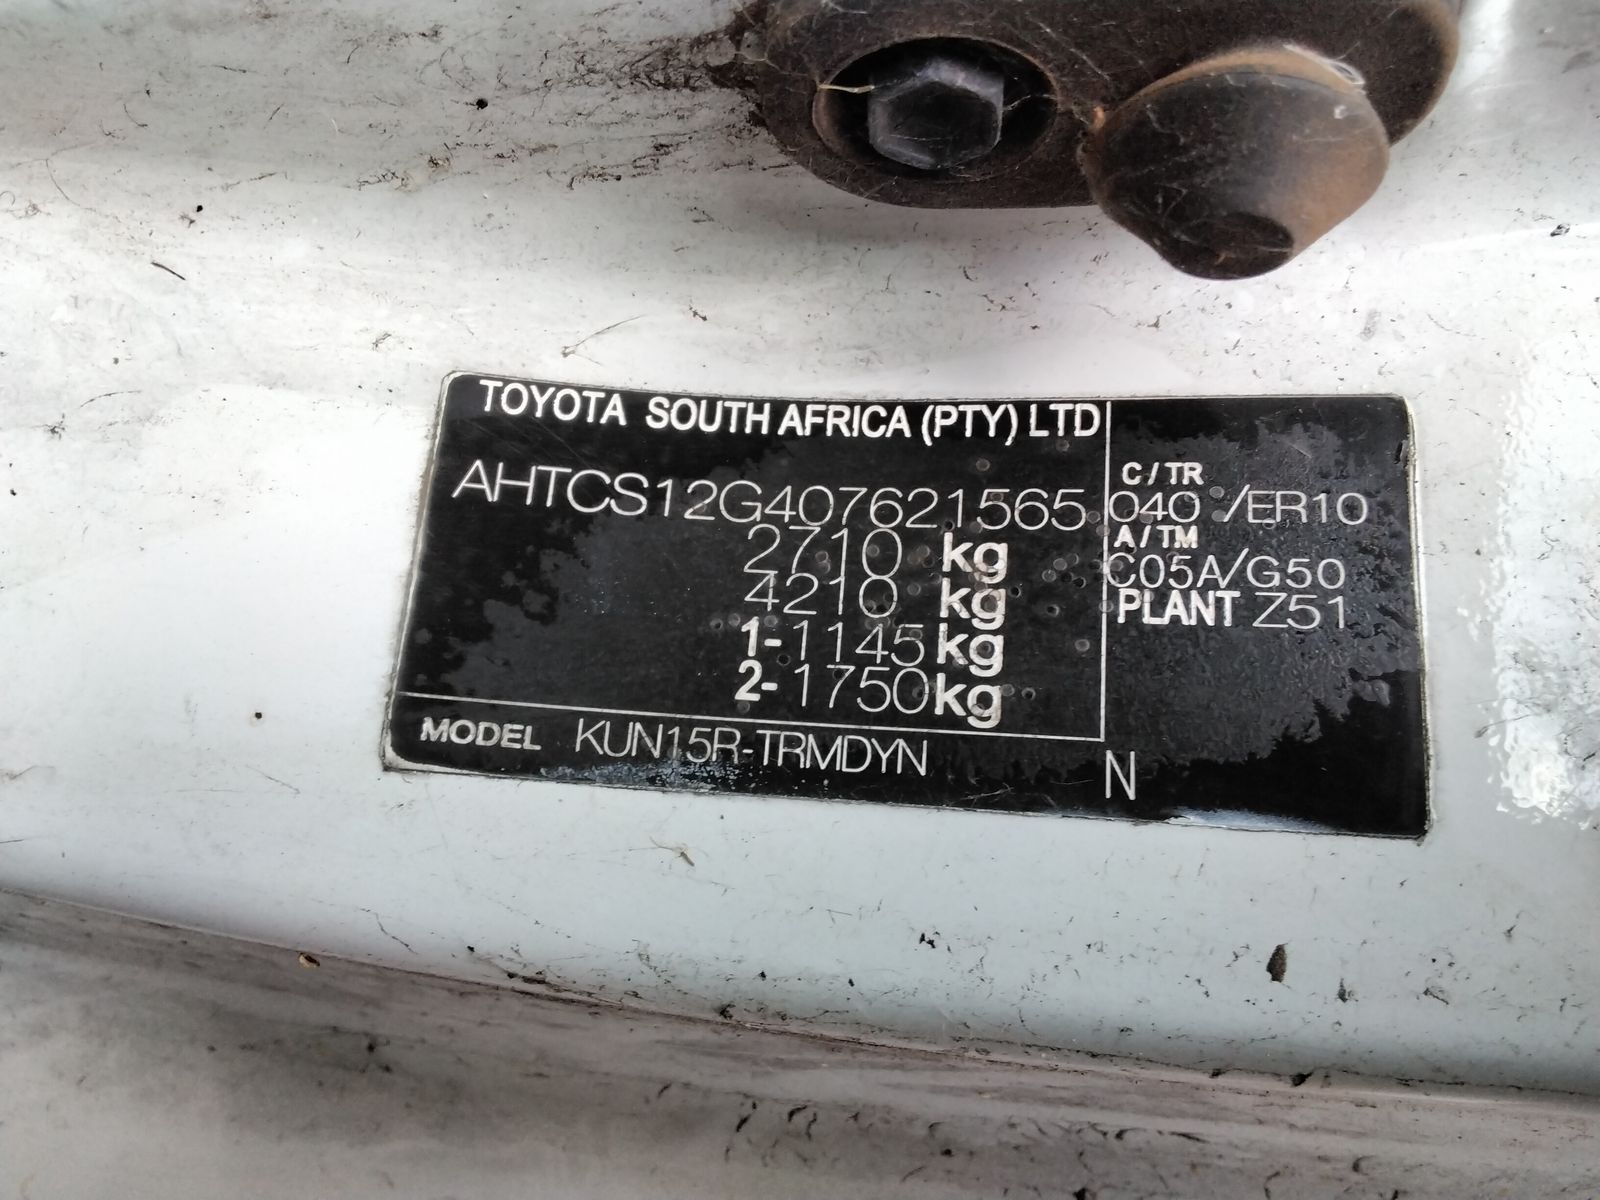 TOYOTA SOUTH AFRICA (PTY) LTD
AHTCS12G407621565
2710 kg
4210 kg
1-1145 kg
2-1750 kg
MODEL KUN15R-TRMDYN
C/TR
040 /ER10
A/TM
C05A/G50
PLANT Z51
N